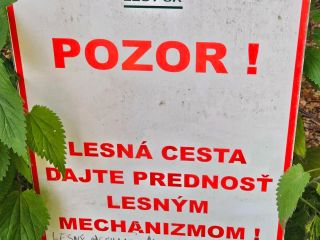 POZOR !
LESNÁ CESTA
DAJTE PREDNOSŤ
LESNÝM
MECHANIZMOM !